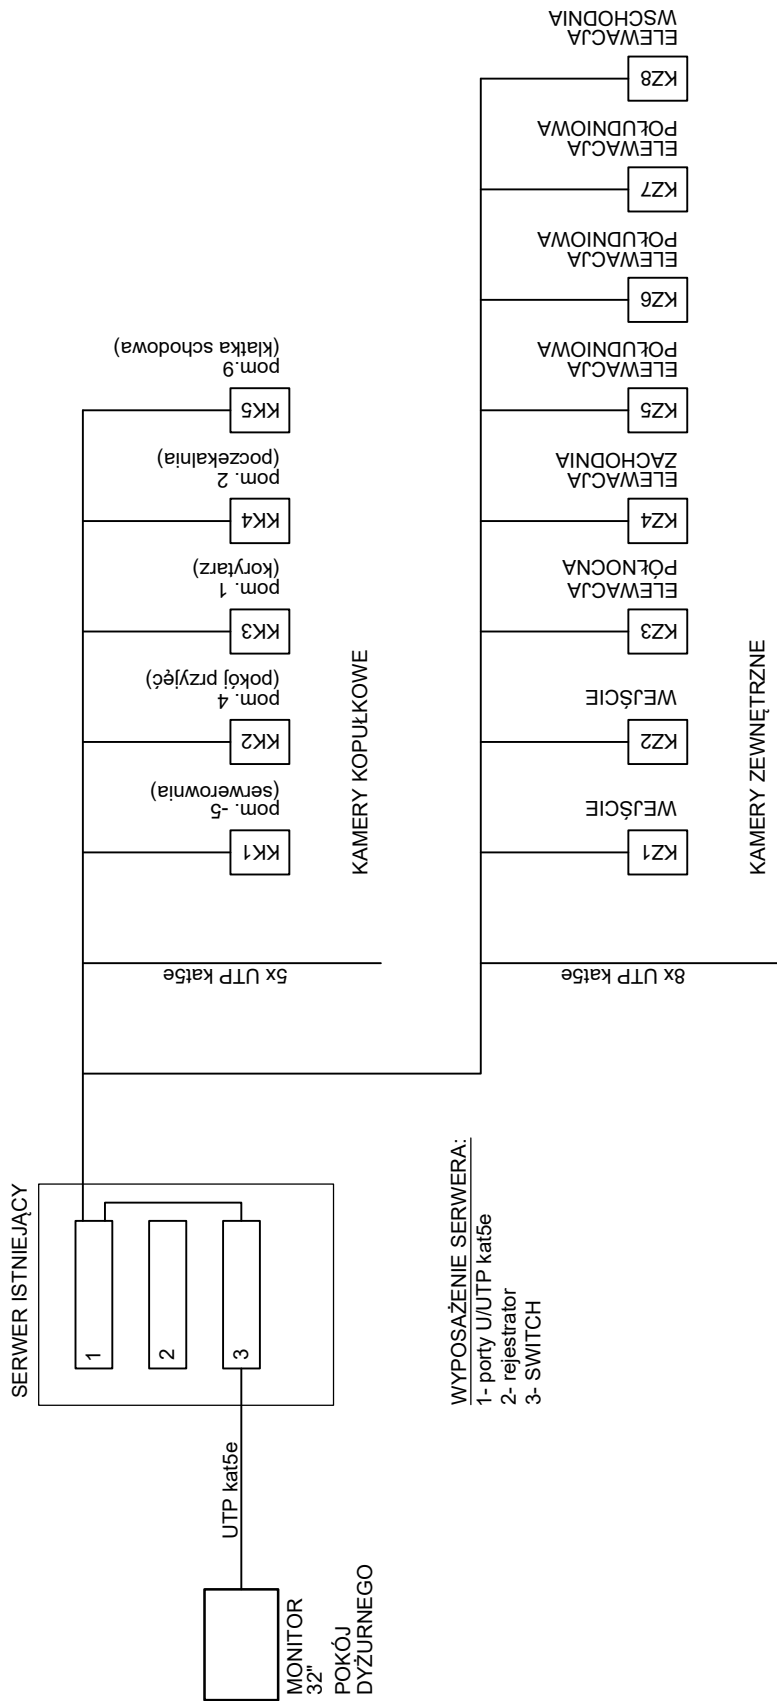 MONITOR
32"
POKÓJ
DYŻURNEGO
UTP kat5e
SERWER ISTNIEJĄCY
1
2
3
WYPOSAŻENIE SERWERA:
1- porty U/UTP kat5e
2- rejestrator
3- SWITCH
5x UTP kat5e
KK1
pom. -5
(serwerownia)
KK2
pom. 4
(pokój przyjęć)
KK3
pom. 1
(korytarz)
KK4
pom. 2
(poczekalnia)
KK5
pom.9
(klatka schodowa)
KAMERY KOPUŁKOWE
8x UTP kat5e
KZ1
WEJŚCIE
KZ2
WEJŚCIE
KZ3
ELEWACJA
PÓŁNOCNA
KZ4
ELEWACJA
ZACHODNIA
KZ5
ELEWACJA
POŁUDNIOWA
KZ6
ELEWACJA
POŁUDNIOWA
KZ7
ELEWACJA
POŁUDNIOWA
KZ8
ELEWACJA
WSCHODNIA
KAMERY ZEWNĘTRZNE